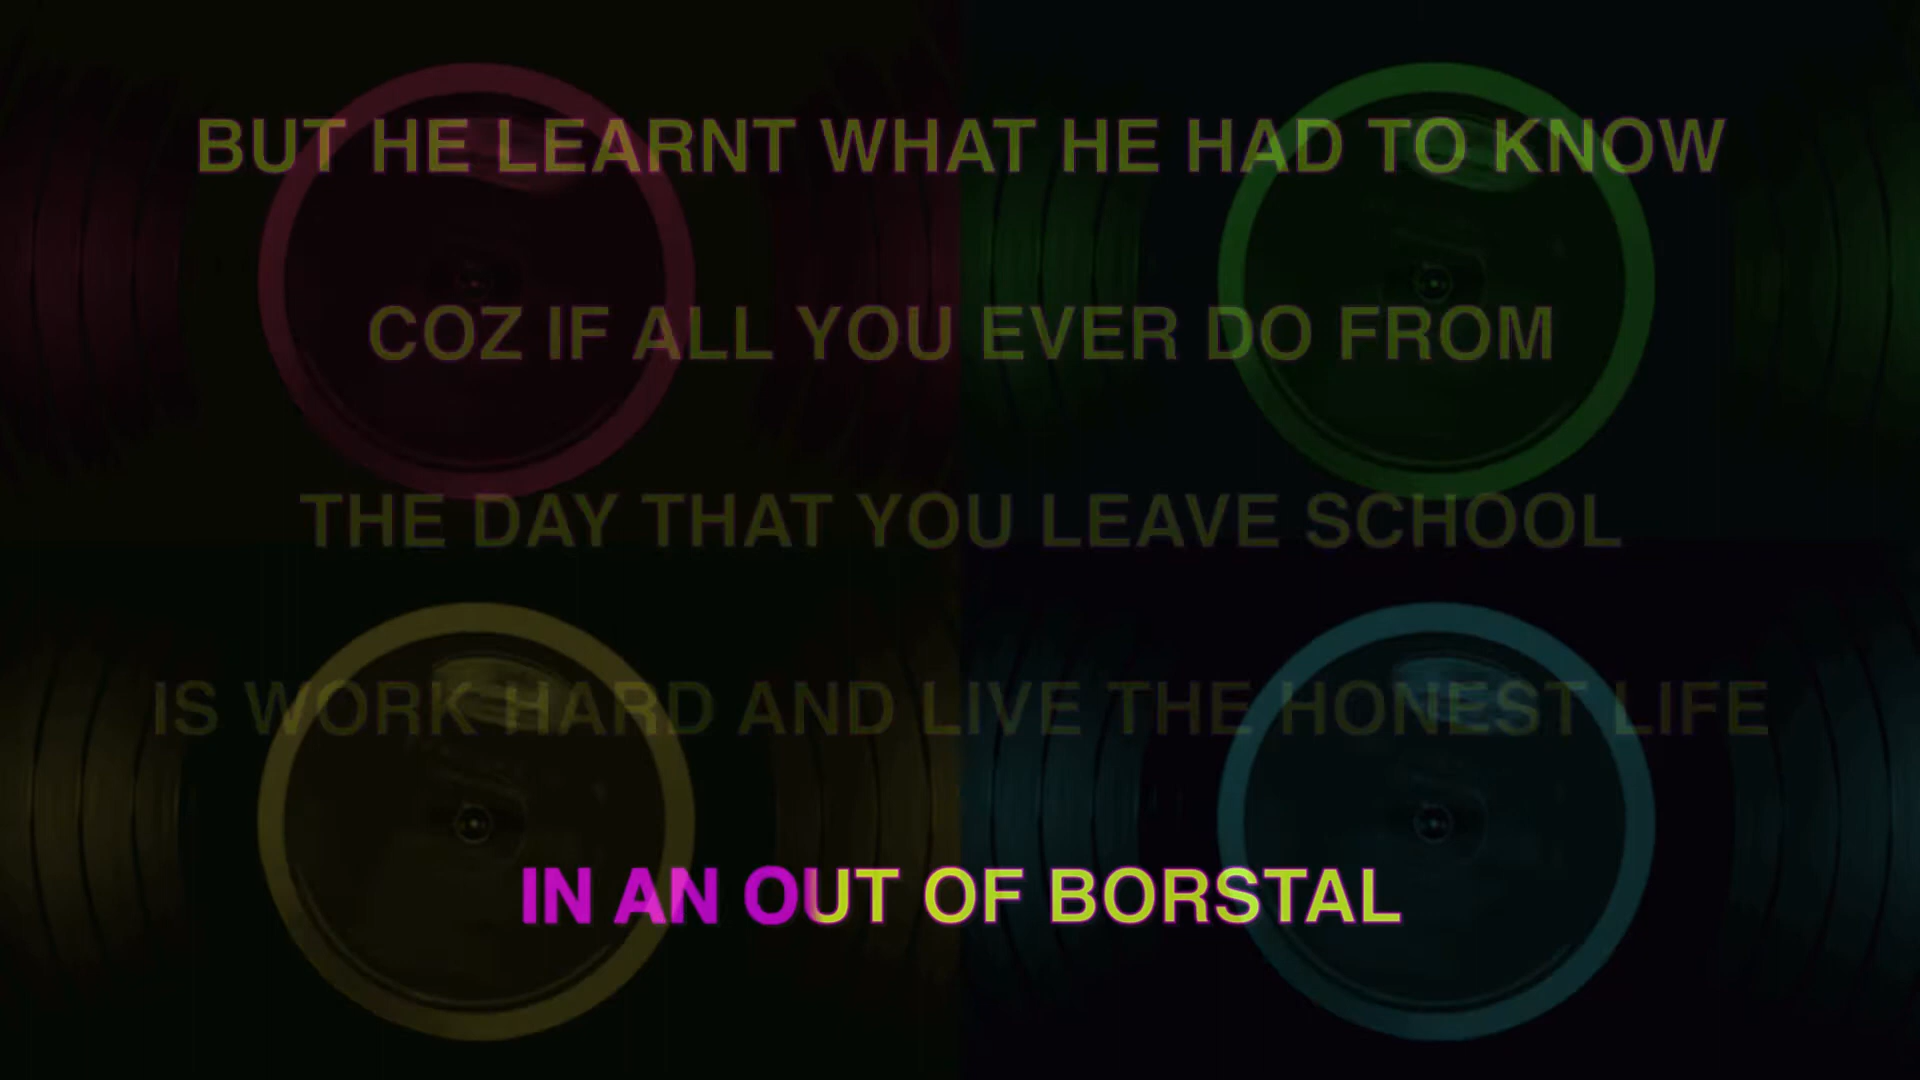 BUT HE LEARNT WHAT HE HAD TO KNOW
COZ IF ALL YOU EVER DO FROM
THE DAY THAT YOU LEAVE SCHOOL
IS WORK HARD AND LIVE THE HONEST LIFE
IN AN OUT OF BORSTAL